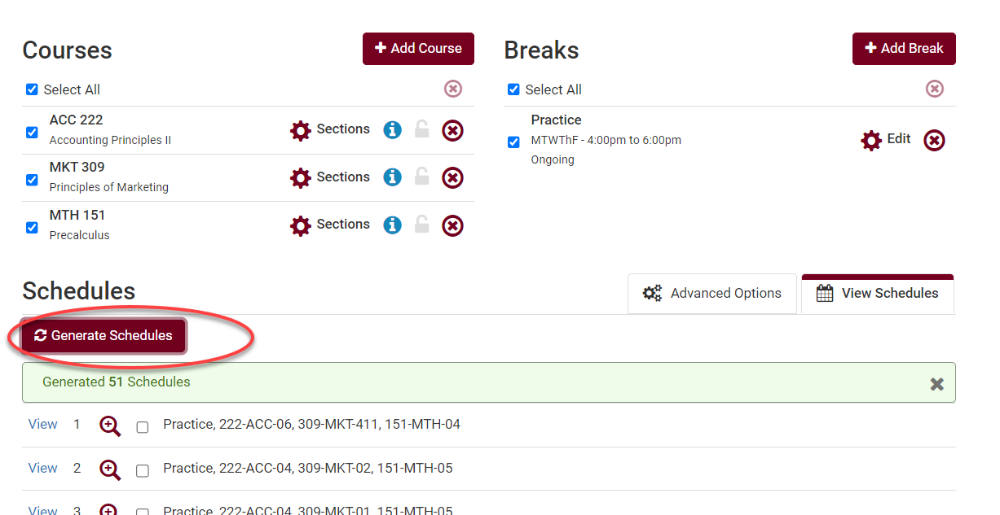 Courses
Add Course
Select All
ACC 222
Accounting Principles II
Sections
MKT 309
Principles of Marketing
Sections
MTH 151
Precalculus
Sections
Breaks
Add Break
Select All
Practice
MTWThF - 4:00pm to 6:00pm
Ongoing
Edit
Schedules
Advanced Options
View Schedules
Generate Schedules
Generated 51 Schedules
View 1 Practice, 222-ACC-06, 309-MKT-411, 151-MTH-04
View 2 Practice, 222-ACC-04, 309-MKT-02, 151-MTH-05
View 3 Practice, 222-ACC-04, 309-MKT-01, 151-MTH-05